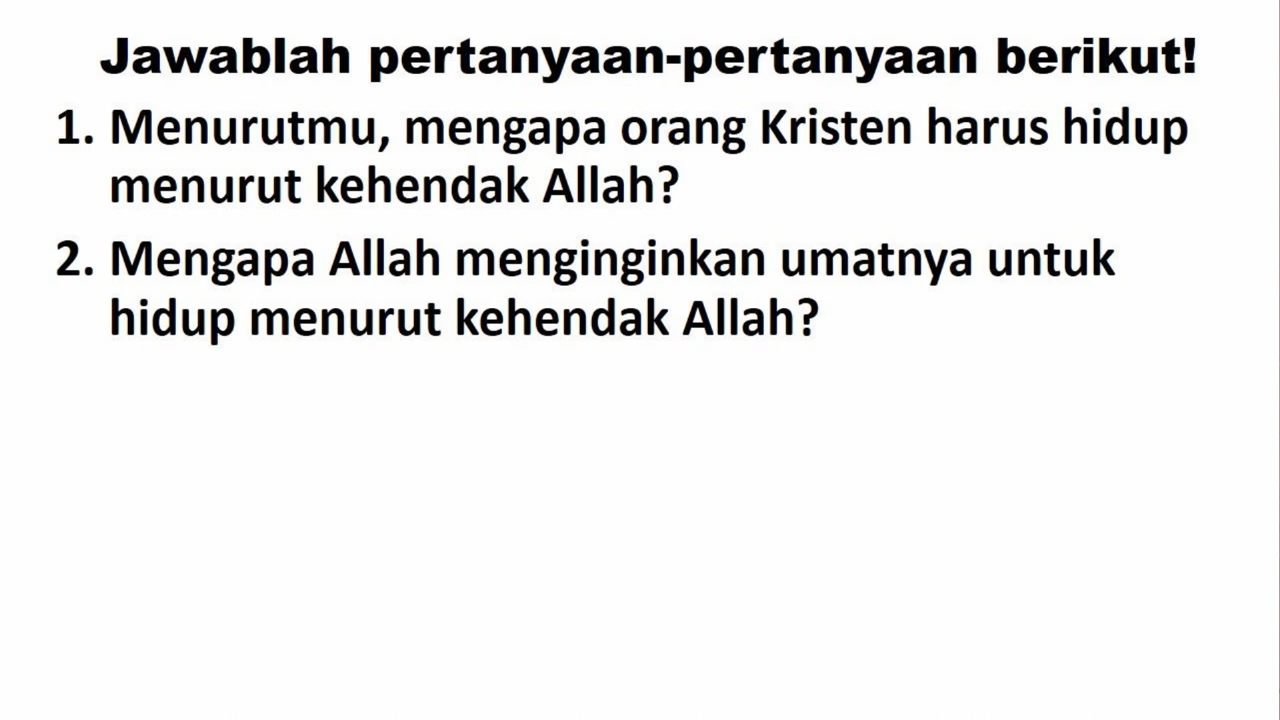 Jawablah pertanyaan-pertanyaan berikut!
1. Menurutmu, mengapa orang Kristen harus hidup
menurut kehendak Allah?
2. Mengapa Allah menginginkan umatnya untuk
hidup menurut kehendak Allah?